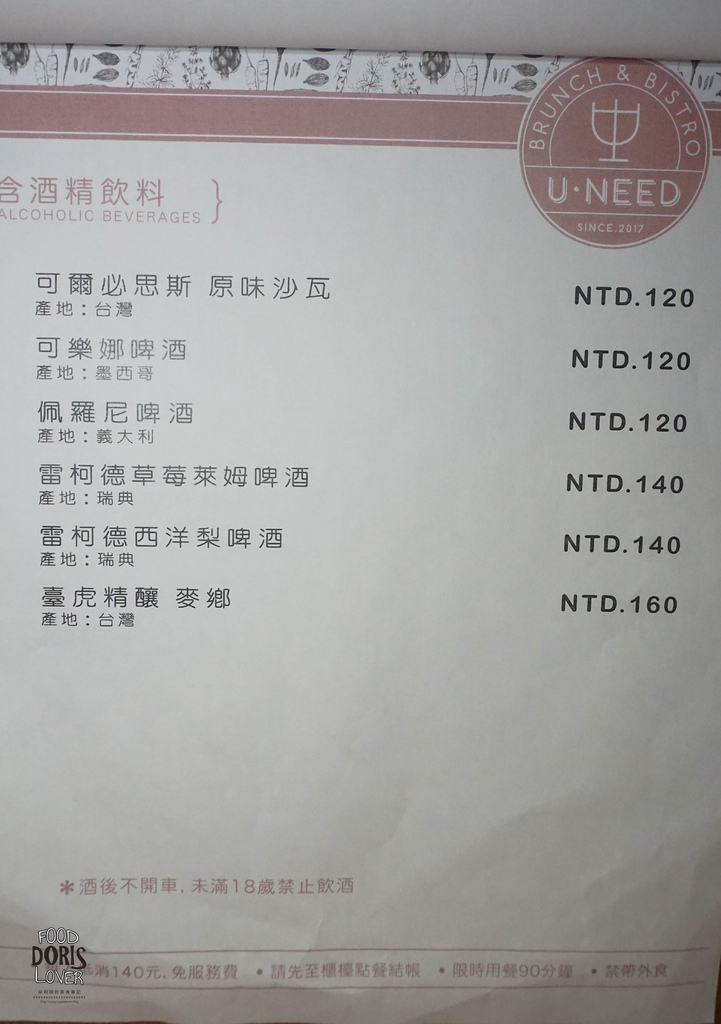 BRUNCH & BISTRO
U·NEED
SINCE.2017
含酒精飲料
ALCOHOLIC BEVERAGES
可爾必思斯 原味沙瓦 NTD.120
產地：台灣
可樂娜啤酒 NTD.120
產地：墨西哥
佩羅尼啤酒 NTD.120
產地：義大利
雷柯德草莓萊姆啤酒 NTD.140
產地：瑞典
雷柯德西洋梨啤酒 NTD.140
產地：瑞典
臺虎精釀 麥鄉 NTD.160
產地：台灣
*酒後不開車, 未滿18歲禁止飲酒
消140元, 免服務費 •請先至櫃檯點餐結帳 •限時用餐90分鐘 •禁帶外食
FOOD
DORIS
LOVER